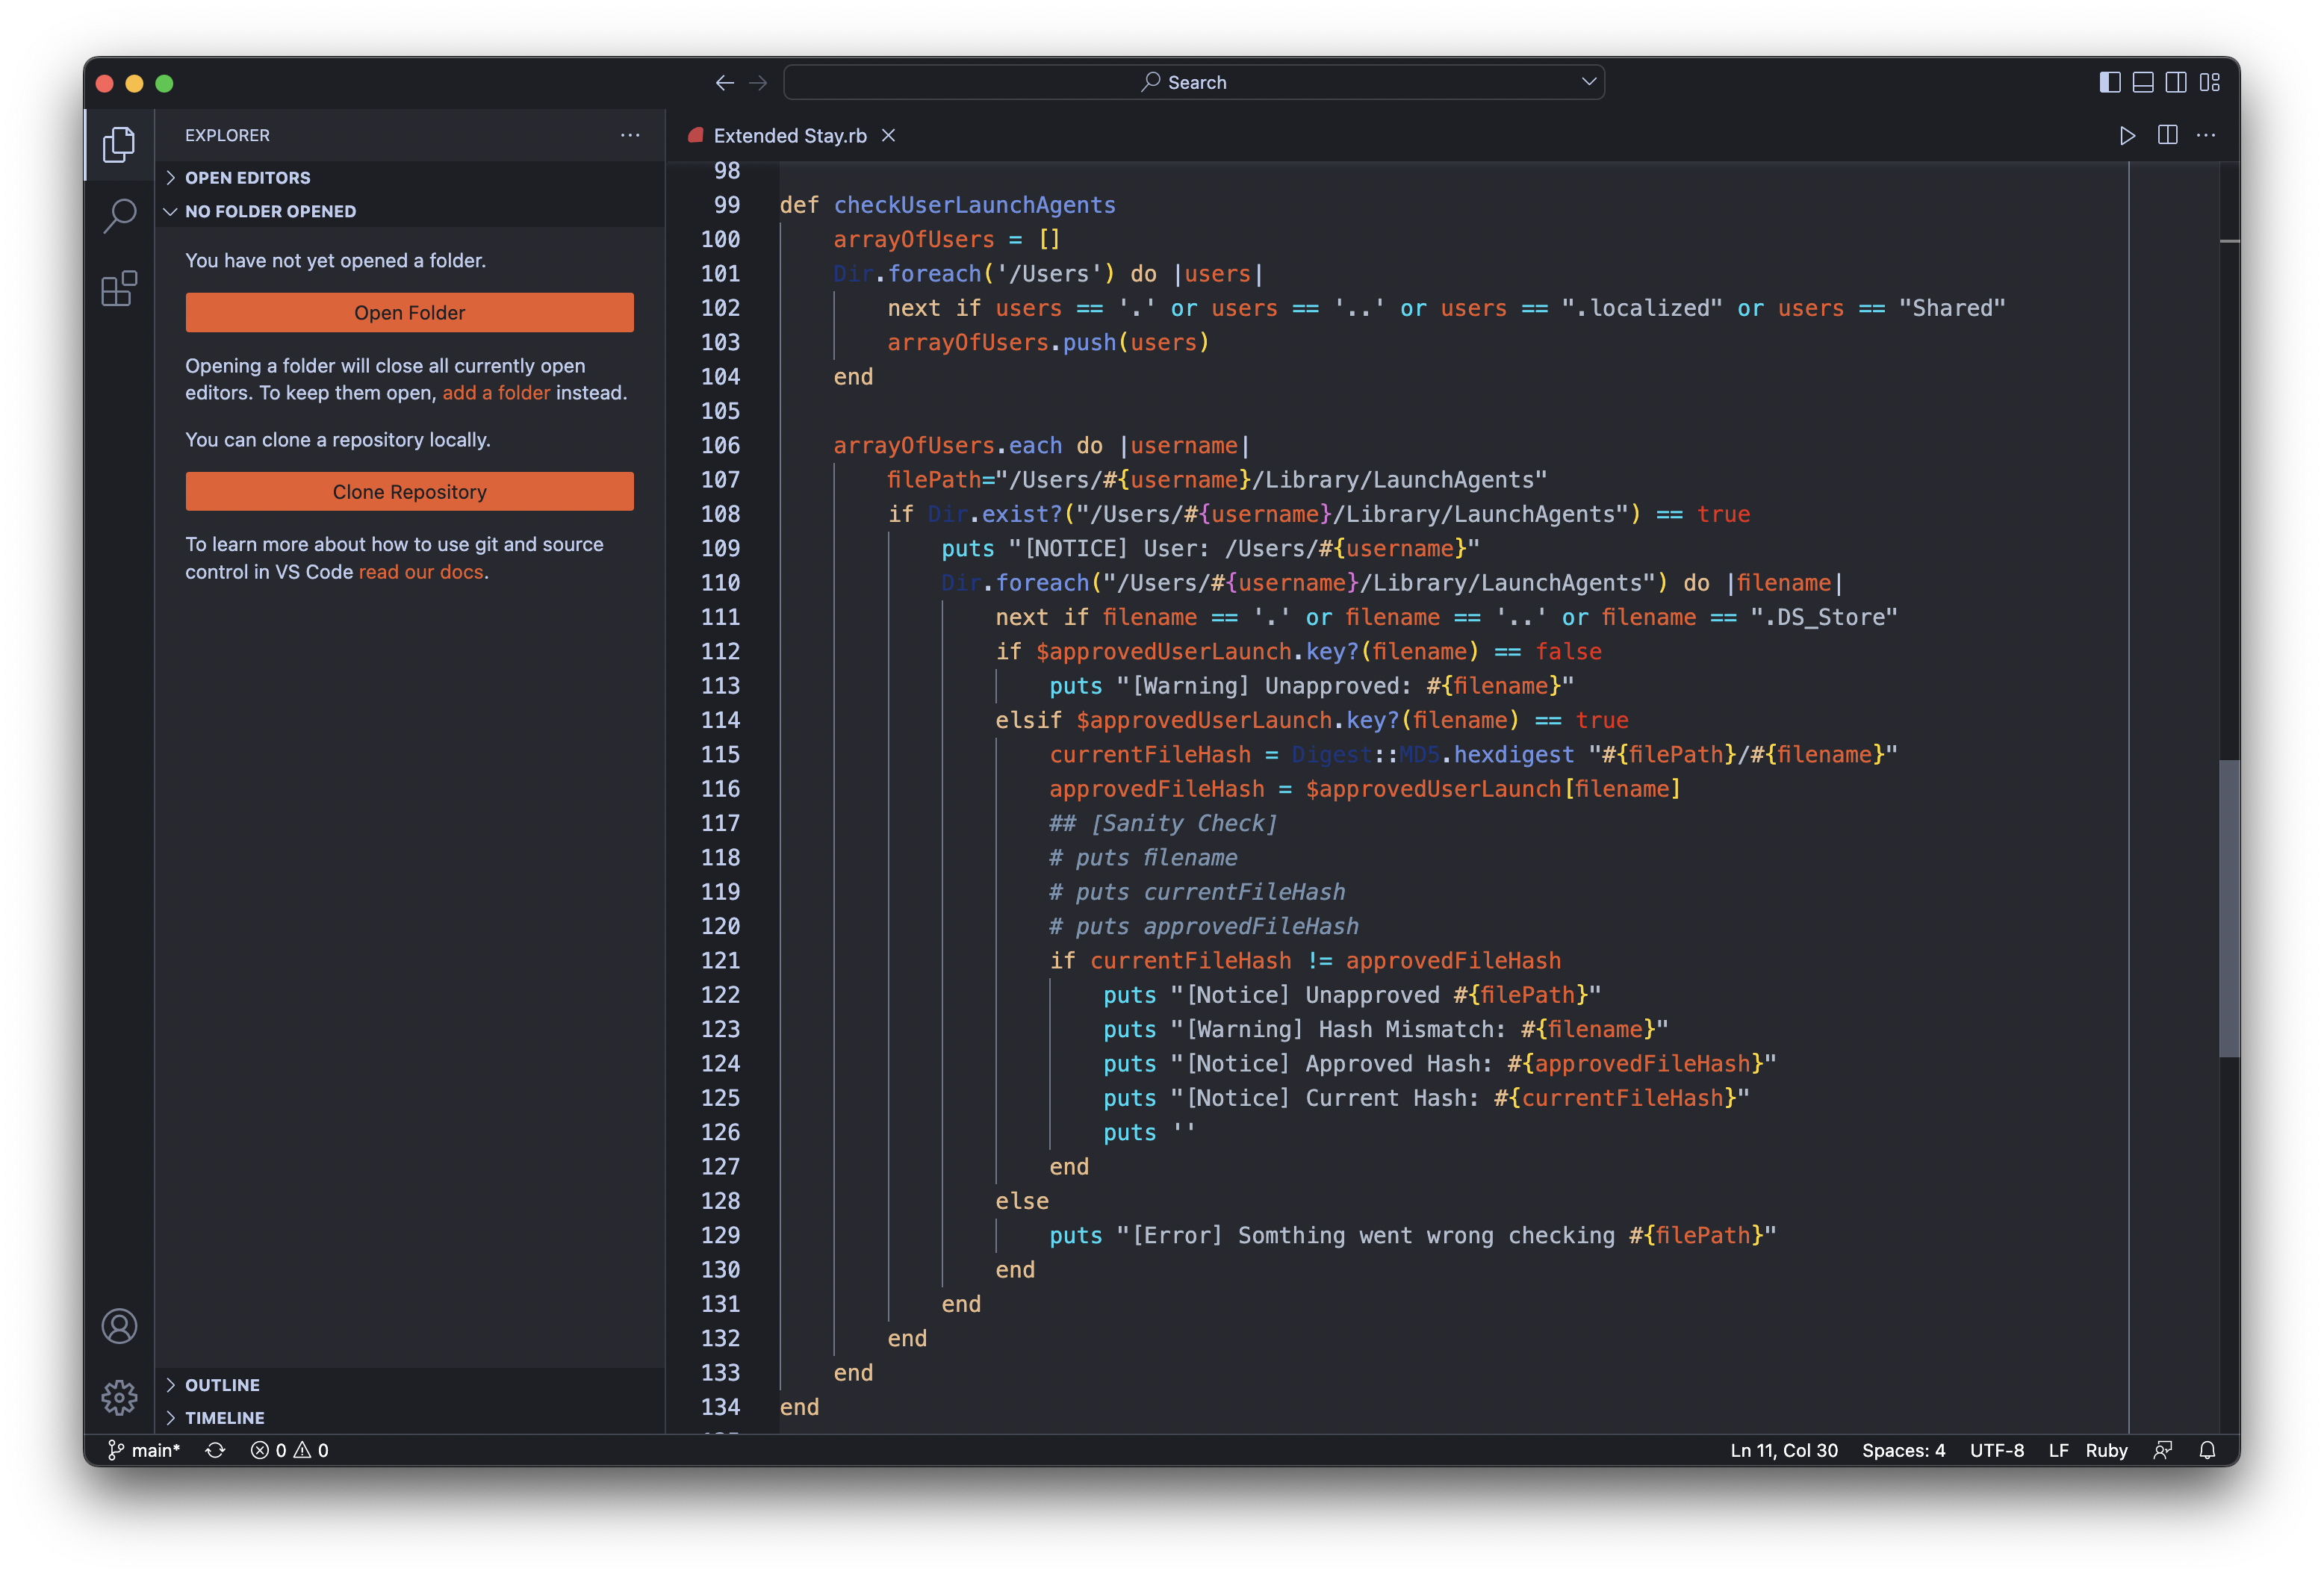 Search
EXPLORER
OPEN EDITORS
NO FOLDER OPENED
You have not yet opened a folder.
Open Folder
Opening a folder will close all currently open
editors. To keep them open, add a folder instead.
You can clone a repository locally.
Clone Repository
To learn more about how to use git and source
control in VS Code read our docs.
OUTLINE
TIMELINE
Extended Stay.rb
98
99 def checkUserLaunchAgents
100     arrayOfUsers = []
101     Dir.foreach('/Users') do |users|
102         next if users == '.' or users == '..' or users == ".localized" or users == "Shared"
103         arrayOfUsers.push(users)
104     end
105
106     arrayOfUsers.each do |username|
107         filePath="/Users/#{username}/Library/LaunchAgents"
108         if Dir.exist?("/Users/#{username}/Library/LaunchAgents") == true
109             puts "[NOTICE] User: /Users/#{username}"
110             Dir.foreach("/Users/#{username}/Library/LaunchAgents") do |filename|
111                 next if filename == '.' or filename == '..' or filename == ".DS_Store"
112                 if $approvedUserLaunch.key?(filename) == false
113                     puts "[Warning] Unapproved: #{filename}"
114                 elsif $approvedUserLaunch.key?(filename) == true
115                     currentFileHash = Digest::MD5.hexdigest "#{filePath}/#{filename}"
116                     approvedFileHash = $approvedUserLaunch[filename]
117                     ## [Sanity Check]
118                     # puts filename
119                     # puts currentFileHash
120                     # puts approvedFileHash
121                     if currentFileHash != approvedFileHash
122                         puts "[Notice] Unapproved #{filePath}"
123                         puts "[Warning] Hash Mismatch: #{filename}"
124                         puts "[Notice] Approved Hash: #{approvedFileHash}"
125                         puts "[Notice] Current Hash: #{currentFileHash}"
126                         puts ''
127                     end
128                 else
129                     puts "[Error] Somthing went wrong checking #{filePath}"
130                 end
131             end
132         end
133     end
134 end
main* 0 0 Ln 11, Col 30 Spaces: 4 UTF-8 LF Ruby